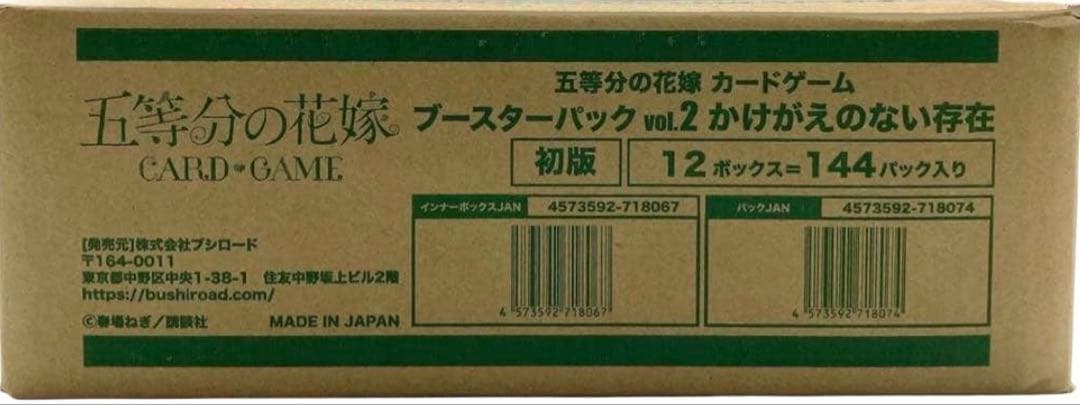 五等分の花嫁
CARD GAME
五等分の花嫁 カードゲーム
ブースターパック vol.2 かけがえのない存在
初版
12ボックス=144パック入り
インナーボックスJAN 4573592-718067
4 573592 718067
パックJAN 4573592-718074
4 573592 718074
[発売元]株式会社ブシロード
〒164-0011
東京都中野区中央1-38-1 住友中野坂上ビル2階
https://bushiroad.com/
©春場ねぎ/講談社 MADE IN JAPAN